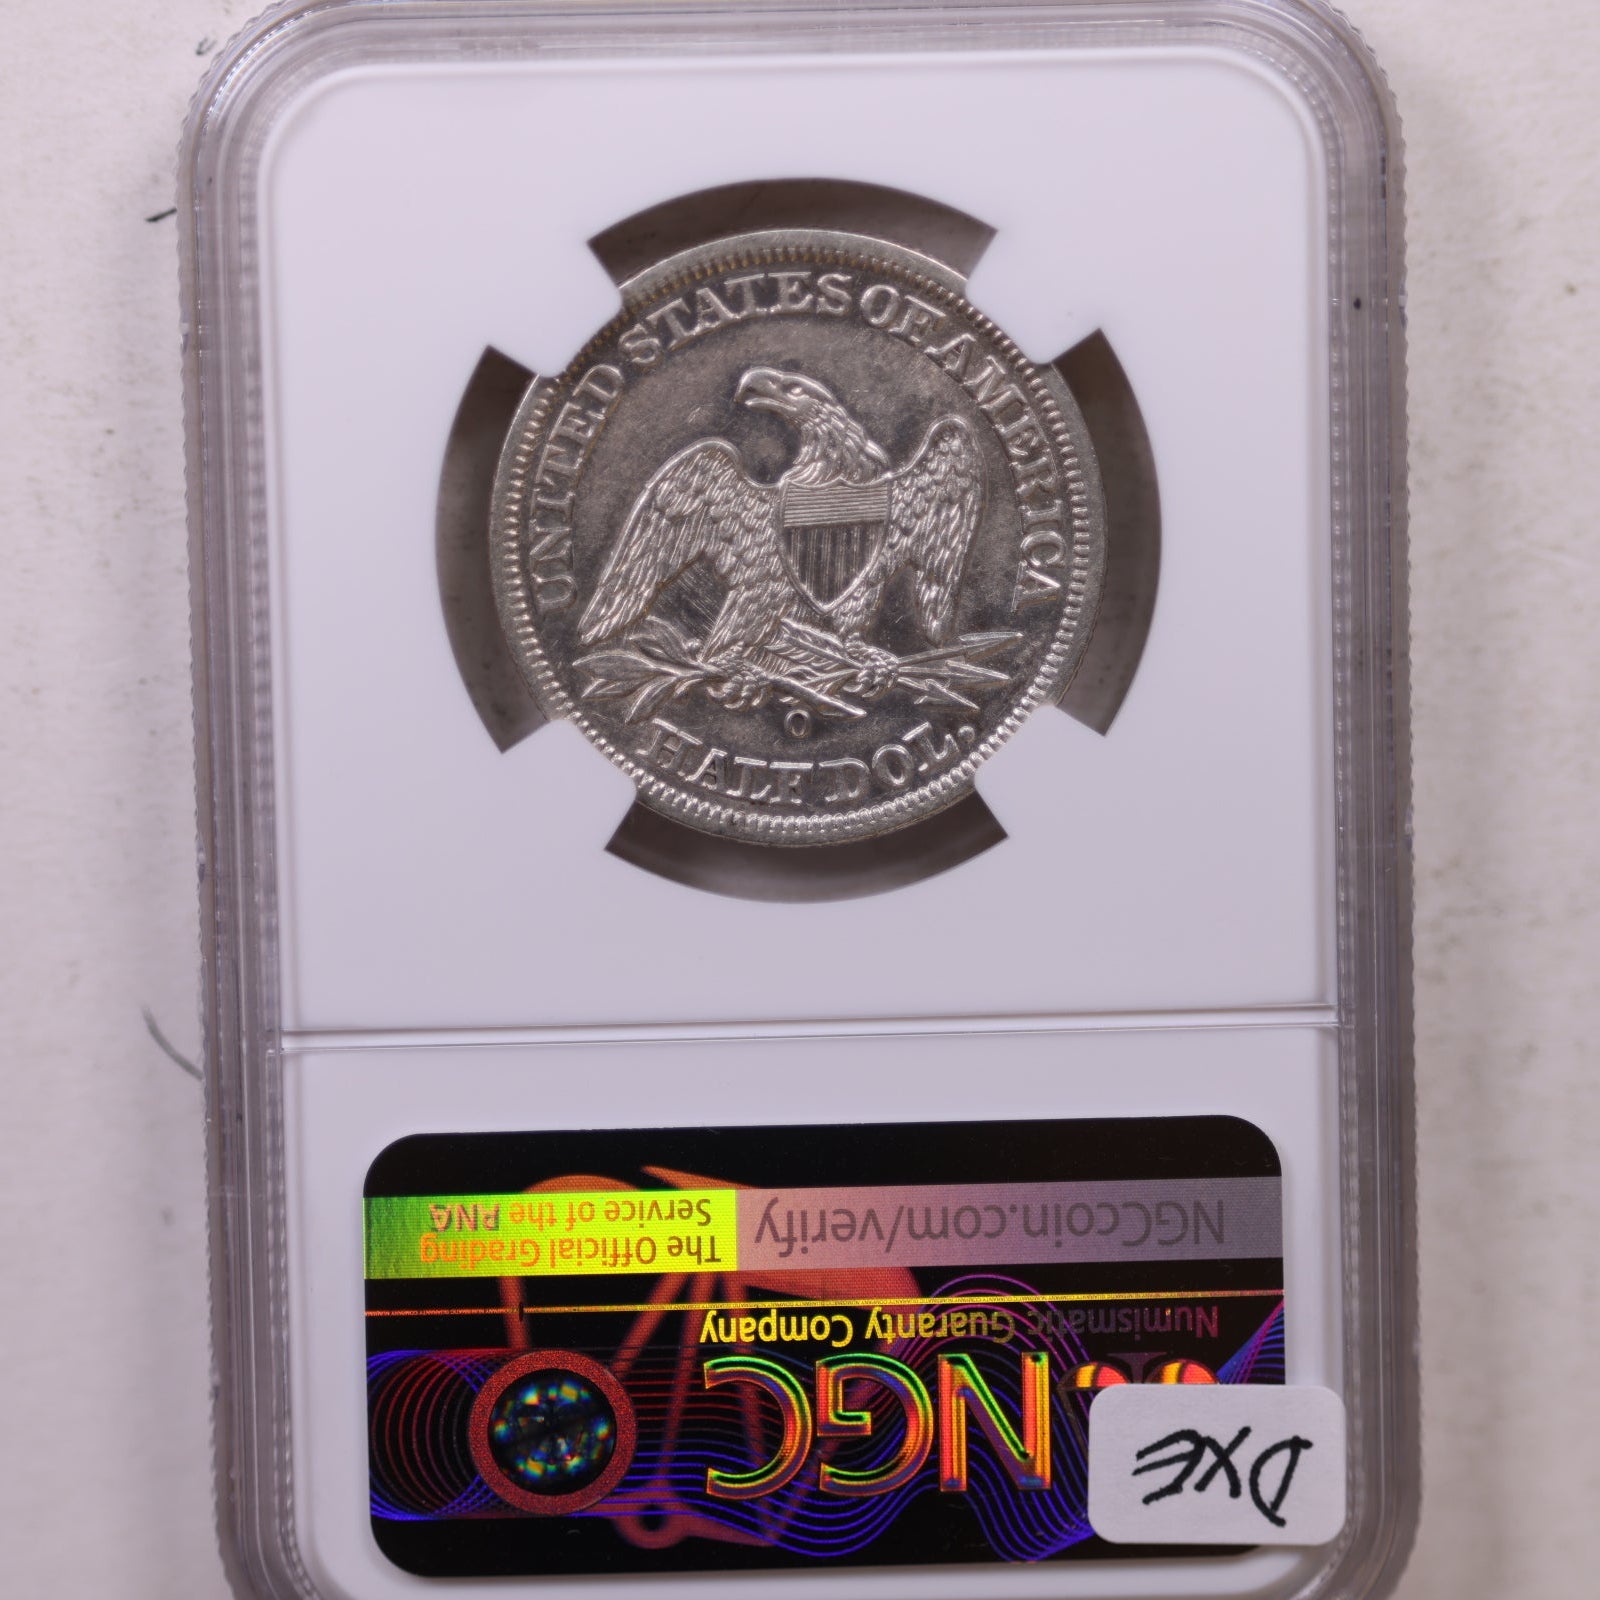 UNITED STATES OF AMERICA
O
HALF DOL.
NGC
Numismatic Guaranty Company
NGCcoin.com/verify
The Official Grading
Service of the ANA
DXE